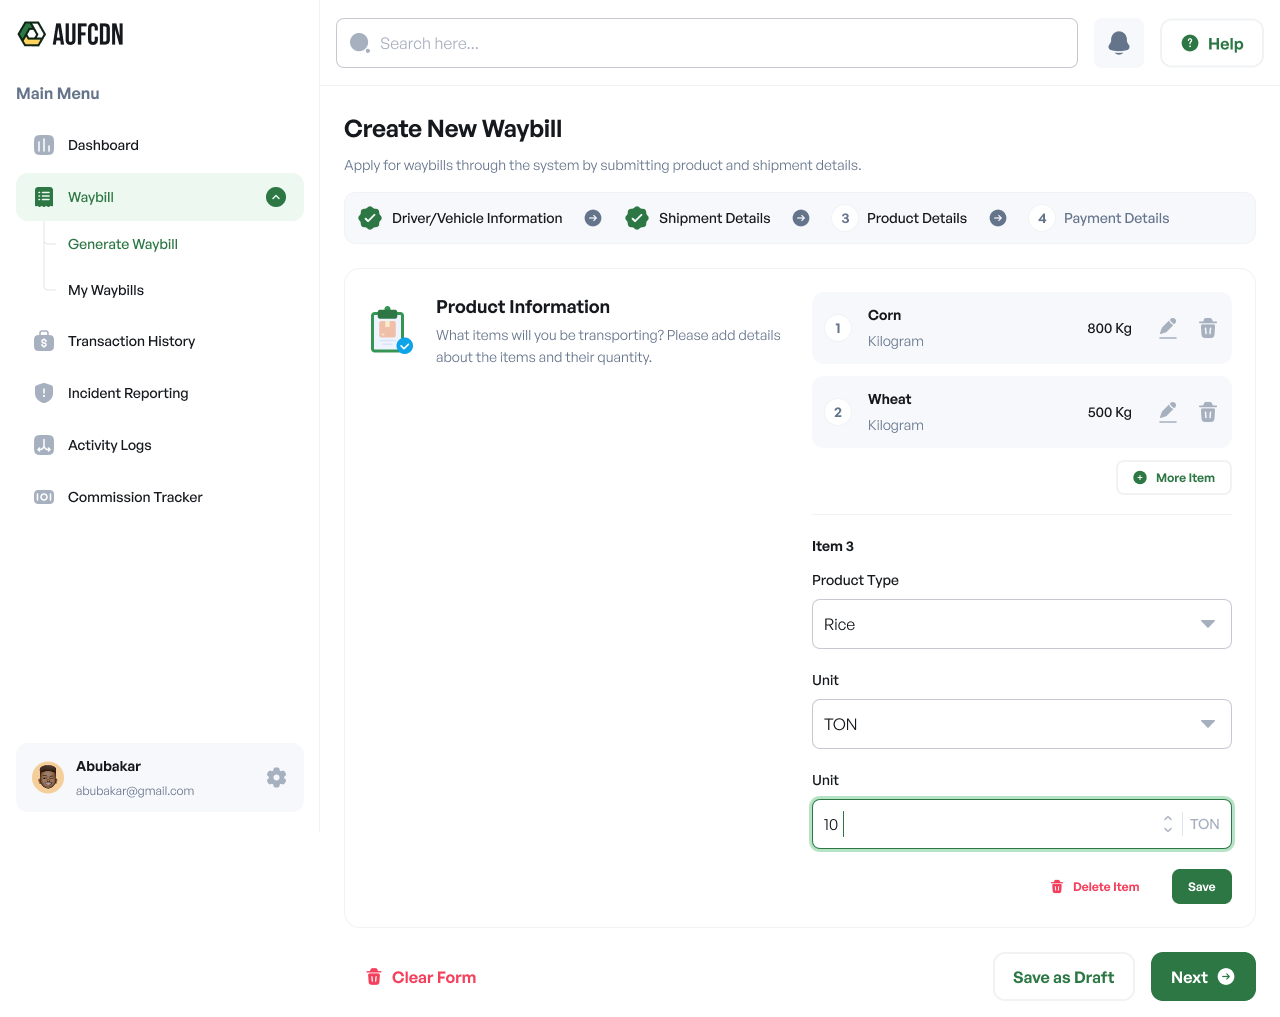 AUFCDN
Search here...
Help
Main Menu
Dashboard
Waybill
Generate Waybill
My Waybills
Transaction History
Incident Reporting
Activity Logs
Commission Tracker
Abubakar
abubakar@gmail.com
Create New Waybill
Apply for waybills through the system by submitting product and shipment details.
Driver/Vehicle Information
Shipment Details
3 Product Details
4 Payment Details
Product Information
What items will you be transporting? Please add details
about the items and their quantity.
1 Corn 800 Kg
Kilogram
2 Wheat 500 Kg
Kilogram
More Item
Item 3
Product Type
Rice
Unit
TON
Unit
10 TON
Delete Item
Save
Clear Form
Save as Draft
Next